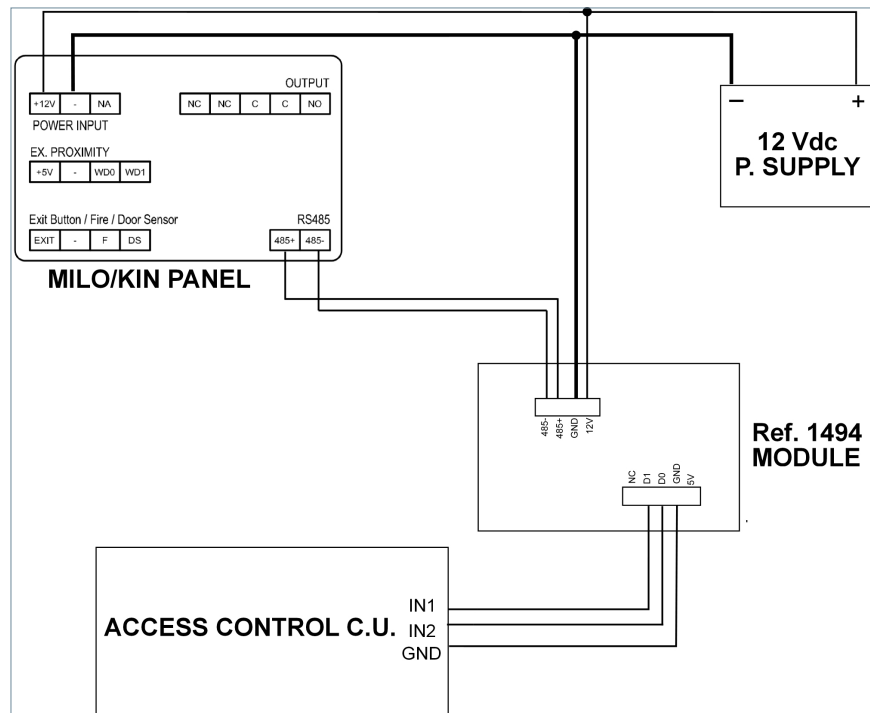 OUTPUT
+12V - NA
NC NC C C NO
POWER INPUT
EX. PROXIMITY
+5V - WD0 WD1
Exit Button / Fire / Door Sensor
RS485
EXIT - F DS
485+ 485-
MILO/KIN PANEL
− +
12 Vdc
P. SUPPLY
485-
485+
GND
12V
Ref. 1494
MODULE
NC
D1
D0
GND
5V
ACCESS CONTROL C.U.
IN1
IN2
GND